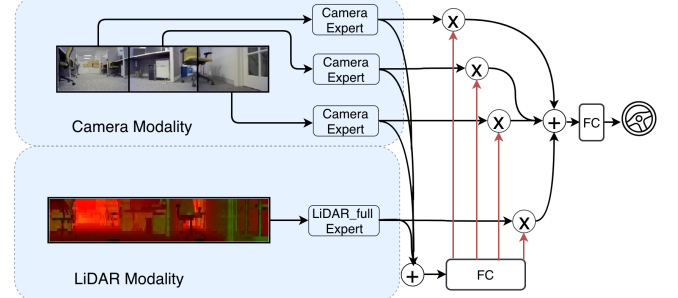 Camera
Expert
X
Camera
Expert
X
Camera
Expert
X
+
FC
Camera Modality
LiDAR_full
Expert
X
LiDAR Modality
+
FC